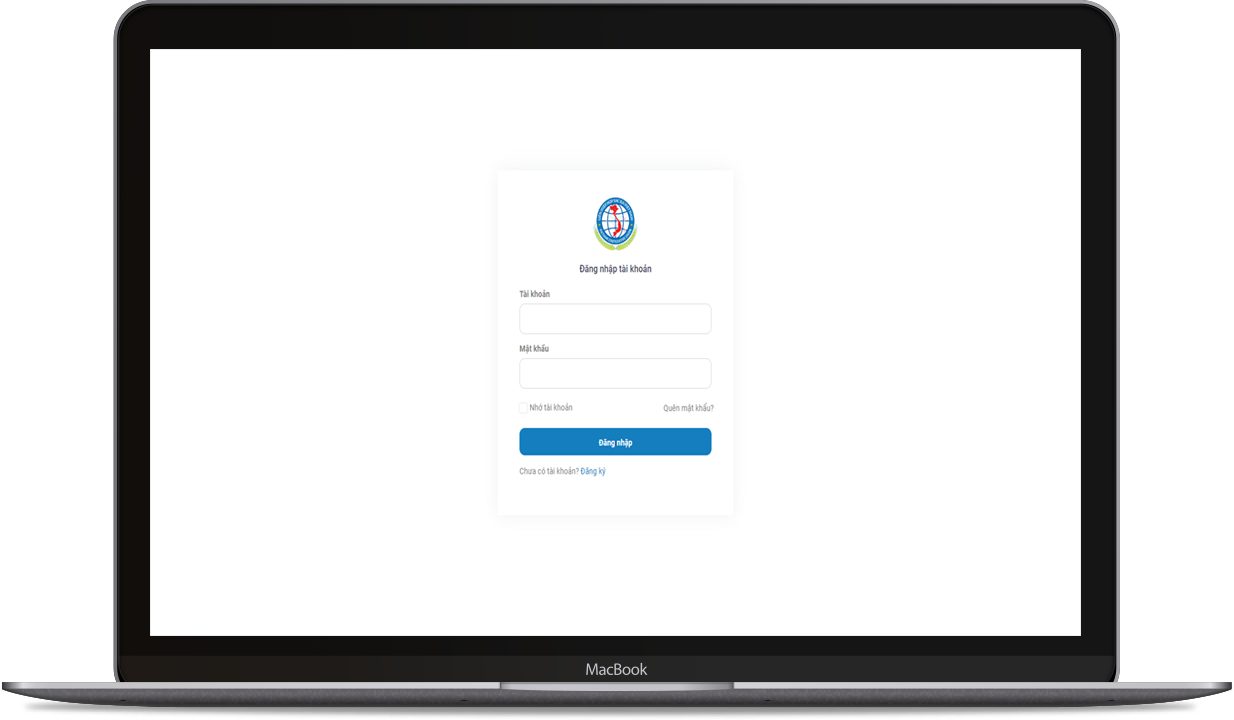 Đăng nhập tài khoản
Tài khoản
Mật khẩu
Nhớ tài khoản
Quên mật khẩu?
Đăng nhập
Chưa có tài khoản? Đăng ký
MacBook